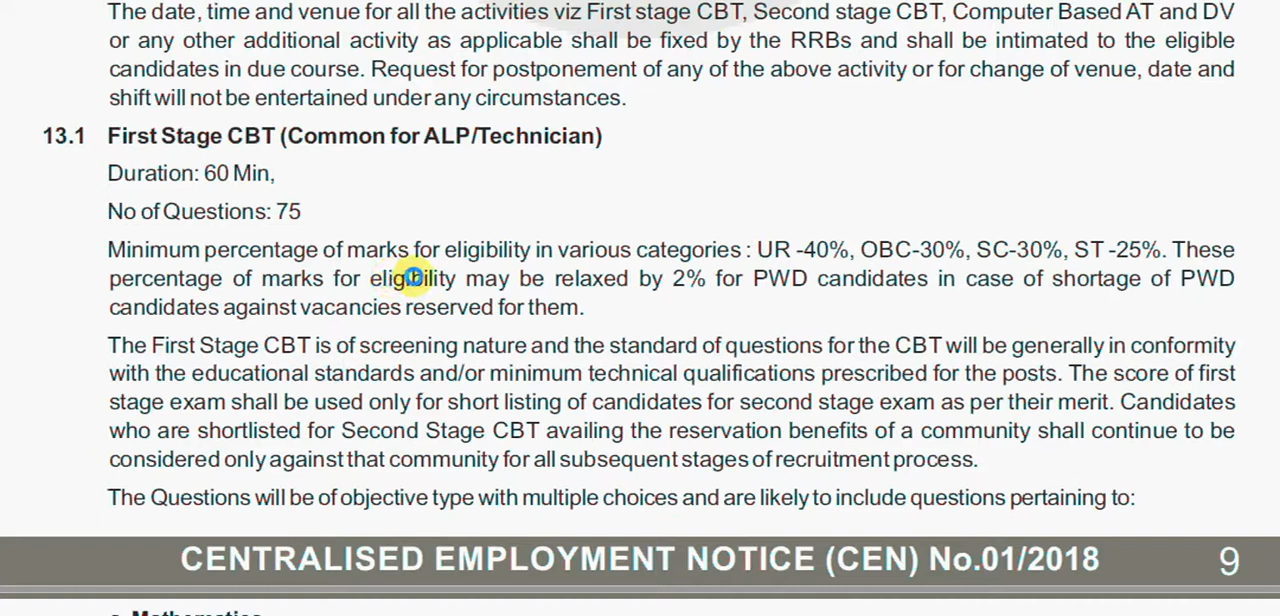 The date, time and venue for all the activities viz First stage CBT, Second stage CBT, Computer Based AT and DV
or any other additional activity as applicable shall be fixed by the RRBs and shall be intimated to the eligible
candidates in due course. Request for postponement of any of the above activity or for change of venue, date and
shift will not be entertained under any circumstances.
13.1 First Stage CBT (Common for ALP/Technician)
Duration: 60 Min,
No of Questions: 75
Minimum percentage of marks for eligibility in various categories : UR -40%, OBC-30%, SC-30%, ST -25%. These
percentage of marks for eligibility may be relaxed by 2% for PWD candidates in case of shortage of PWD
candidates against vacancies reserved for them.
The First Stage CBT is of screening nature and the standard of questions for the CBT will be generally in conformity
with the educational standards and/or minimum technical qualifications prescribed for the posts. The score of first
stage exam shall be used only for short listing of candidates for second stage exam as per their merit. Candidates
who are shortlisted for Second Stage CBT availing the reservation benefits of a community shall continue to be
considered only against that community for all subsequent stages of recruitment process.
The Questions will be of objective type with multiple choices and are likely to include questions pertaining to:
CENTRALISED EMPLOYMENT NOTICE (CEN) No.01/2018 9